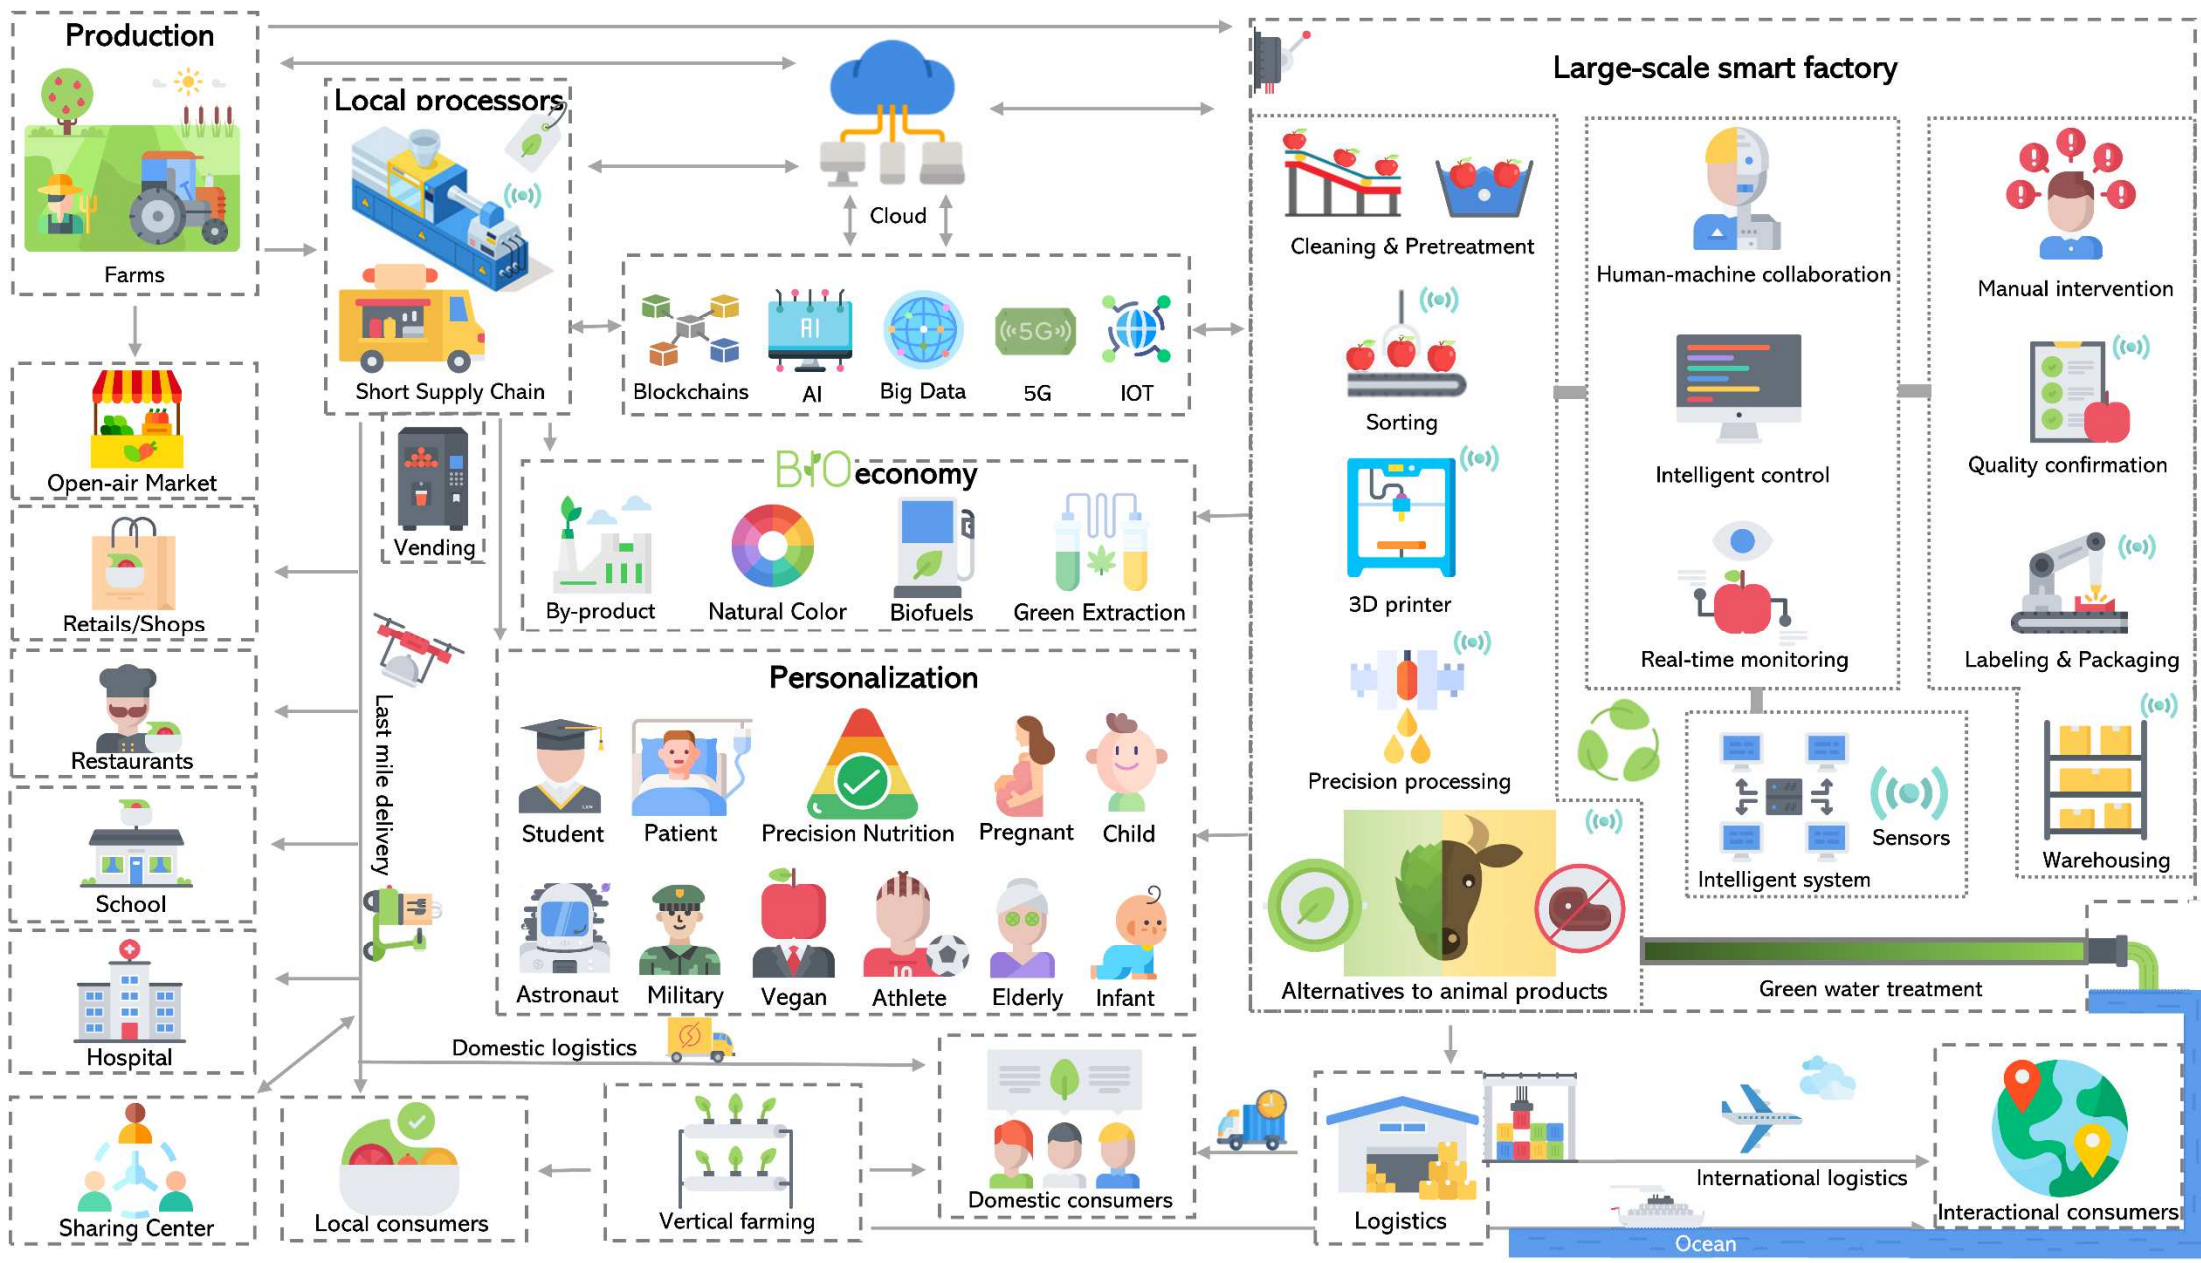 Production
Farms
Local processors
Short Supply Chain
Cloud
Blockchains
AI
AI
Big Data
((•5G•))
5G
IOT
Large-scale smart factory
Cleaning & Pretreatment
Sorting
3D printer
Precision processing
Alternatives to animal products
Human-machine collaboration
Intelligent control
Real-time monitoring
Intelligent system
Sensors
Manual intervention
Quality confirmation
Labeling & Packaging
Warehousing
Green water treatment
Open-air Market
Retails/Shops
Restaurants
School
Hospital
Sharing Center
Vending
Last mile delivery
BIOeconomy
By-product
Natural Color
Biofuels
Green Extraction
Personalization
Student
Patient
Precision Nutrition
Pregnant
Child
Astronaut
Military
Vegan
10
Athlete
Elderly
Infant
Domestic logistics
Local consumers
Vertical farming
Domestic consumers
Logistics
International logistics
Interactional consumers
Ocean